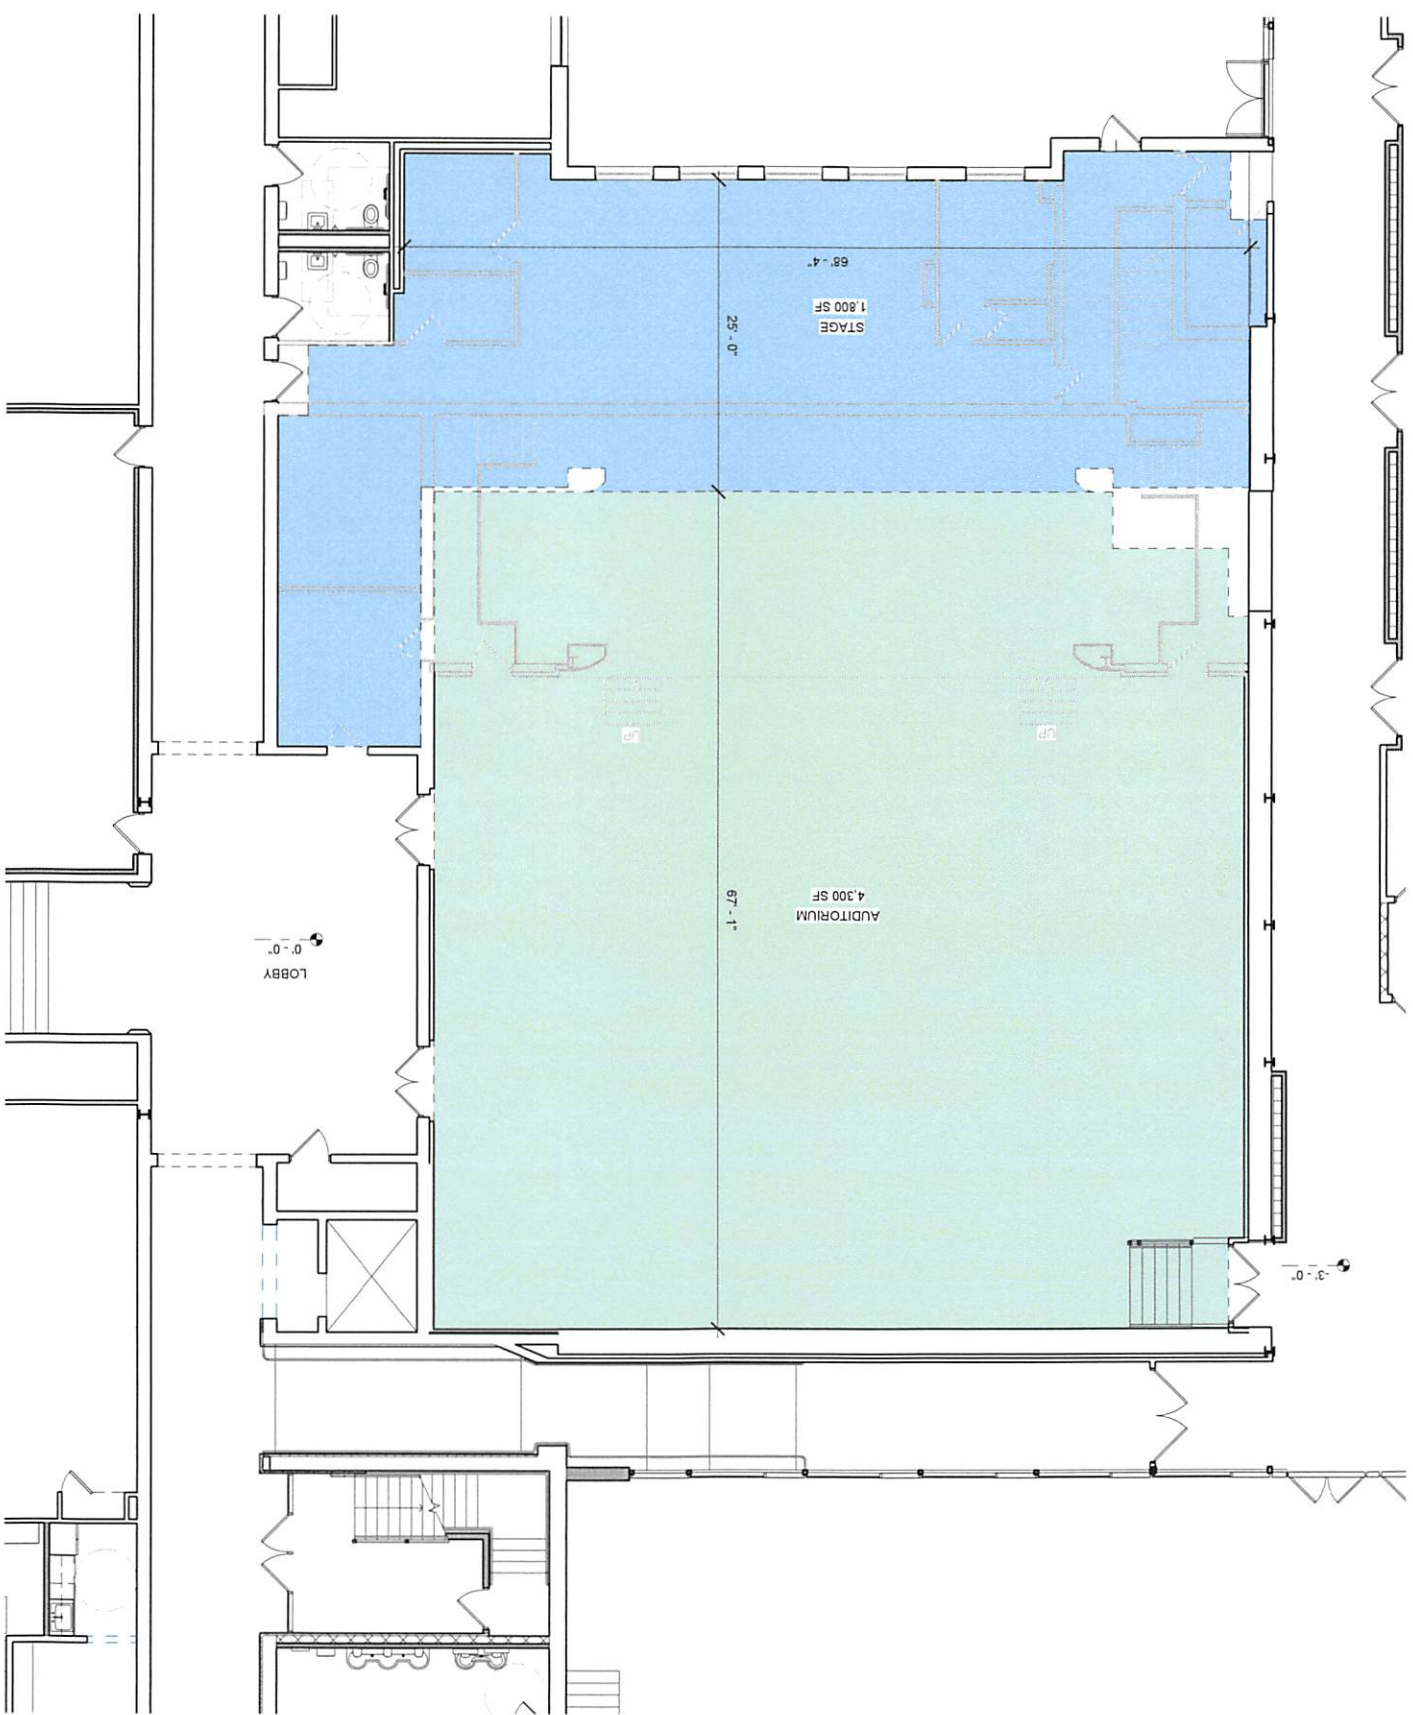 68' - 4"
STAGE
1,800 SF
25' - 0"
UP
UP
AUDITORIUM
4,300 SF
67' - 1"
LOBBY
0' - 0"
-3' - 0"